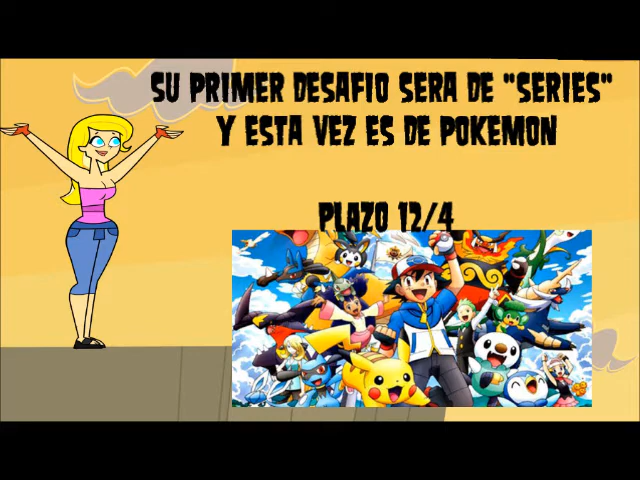 SU PRIMER DESAFIO SERA DE "SERIES"
Y ESTA VEZ ES DE POKEMON
PLAZO 12/4